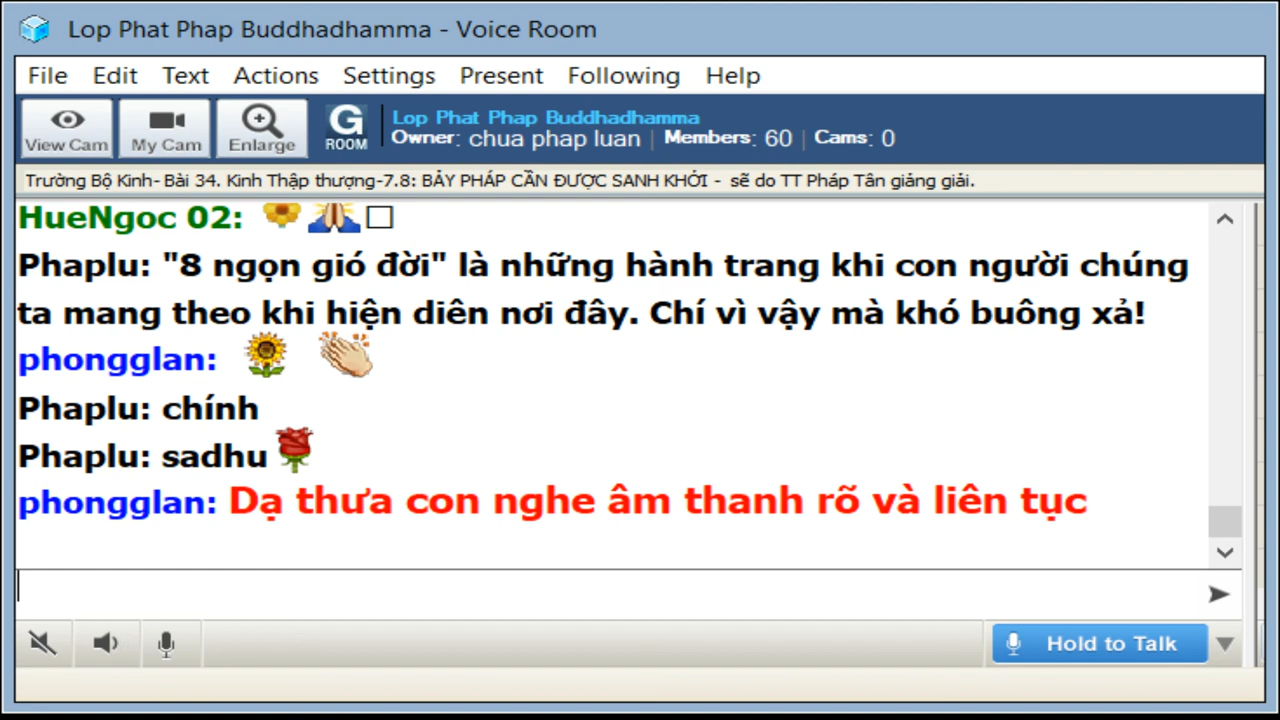 Lop Phat Phap Buddhadhamma - Voice Room
File Edit Text Actions Settings Present Following Help
View Cam My Cam Enlarge G ROOM
Lop Phat Phap Buddhadhamma
Owner: chua phap luan | Members: 60 | Cams: 0
Trường Bộ Kinh- Bài 34. Kinh Thập thượng-7.8: BẢY PHÁP CẦN ĐƯỢC SANH KHỞI - sẽ do TT Pháp Tân giảng giải.
HueNgoc 02:
Phaplu: "8 ngọn gió đời" là những hành trang khi con người chúng
ta mang theo khi hiện diên nơi đây. Chí vì vậy mà khó buông xả!
phongglan:
Phaplu: chính
Phaplu: sadhu
phongglan: Dạ thưa con nghe âm thanh rõ và liên tục
Hold to Talk